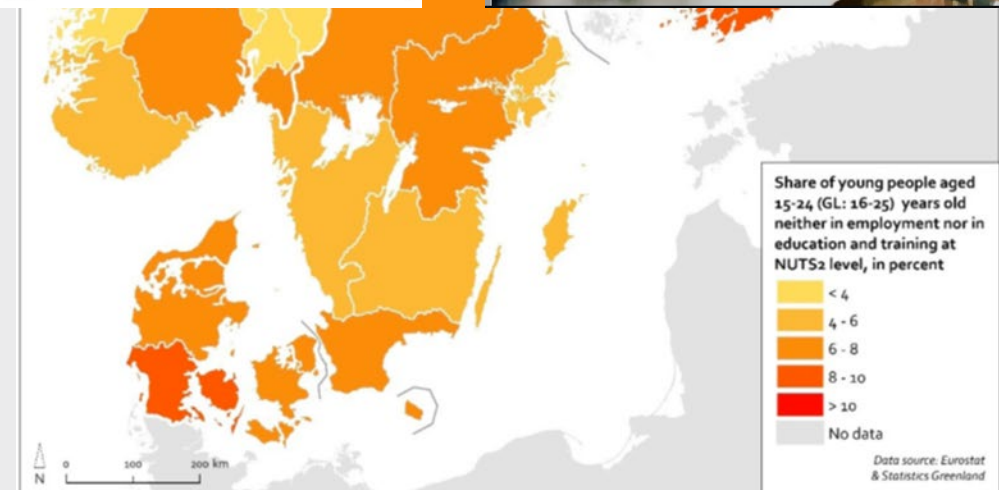 Share of young people aged
15-24 (GL: 16-25) years old
neither in employment nor in
education and training at
NUTS2 level, in percent
< 4
4 - 6
6 - 8
8 - 10
> 10
No data
Data source: Eurostat
& Statistics Greenland
0 100 200 km
N